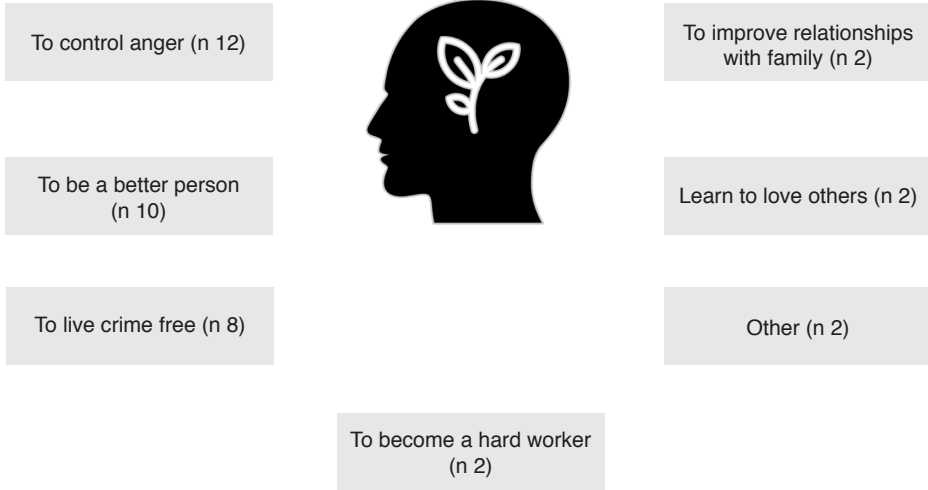 To control anger (n 12)
To be a better person
(n 10)
To live crime free (n 8)
To become a hard worker
(n 2)
To improve relationships
with family (n 2)
Learn to love others (n 2)
Other (n 2)